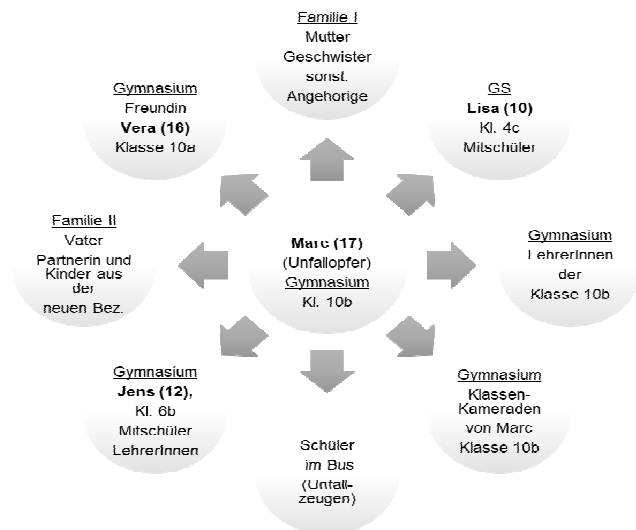 Familie I
Mutter
Geschwister
sonst.
Angehörige
Gymnasium
Freundin
Vera (16)
Klasse 10a
GS
Lisa (10)
Kl. 4c
Mitschüler
Familie II
Vater
Partnerin und
Kinder aus
der
neuen Bez.
Marc (17)
(Unfallopfer)
Gymnasium
Kl. 10b
Gymnasium
LehrerInnen
der
Klasse 10b
Gymnasium
Jens (12),
Kl. 6b
Mitschüler
LehrerInnen
Schüler
im Bus
(Unfall-
zeugen)
Gymnasium
Klassen-
Kameraden
von Marc
Klasse 10b